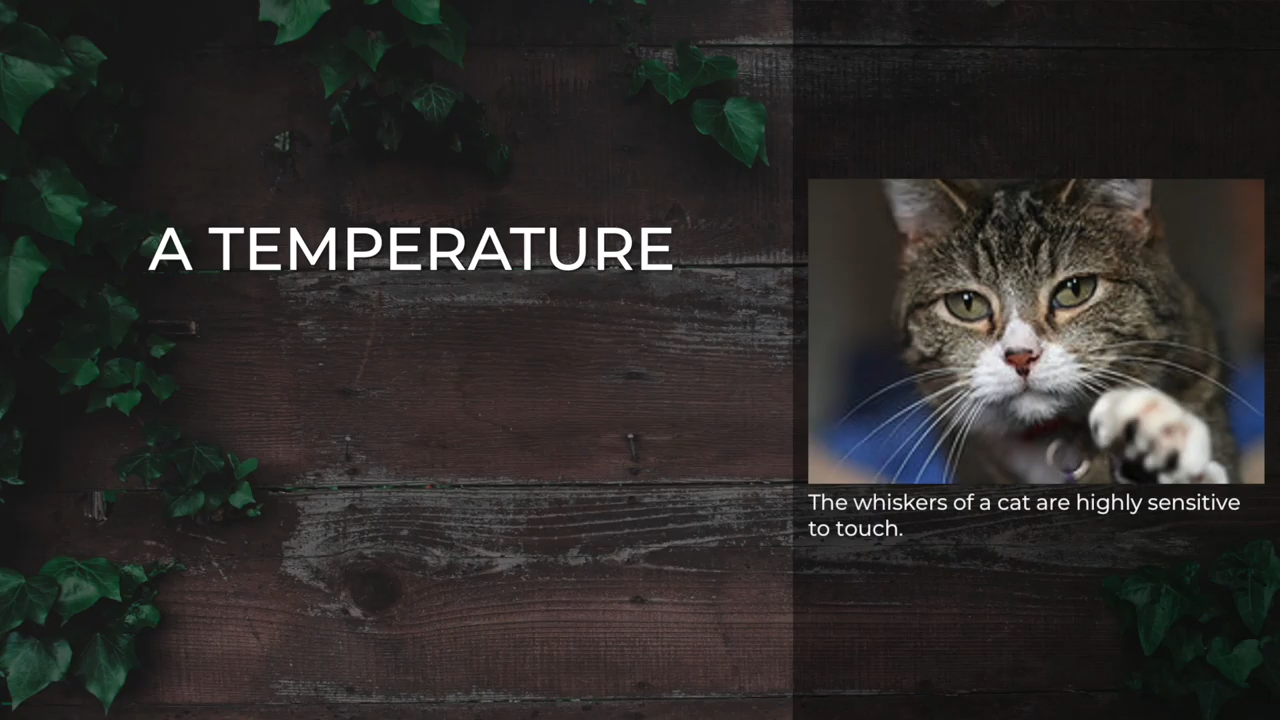 A TEMPERATURE
The whiskers of a cat are highly sensitive
to touch.